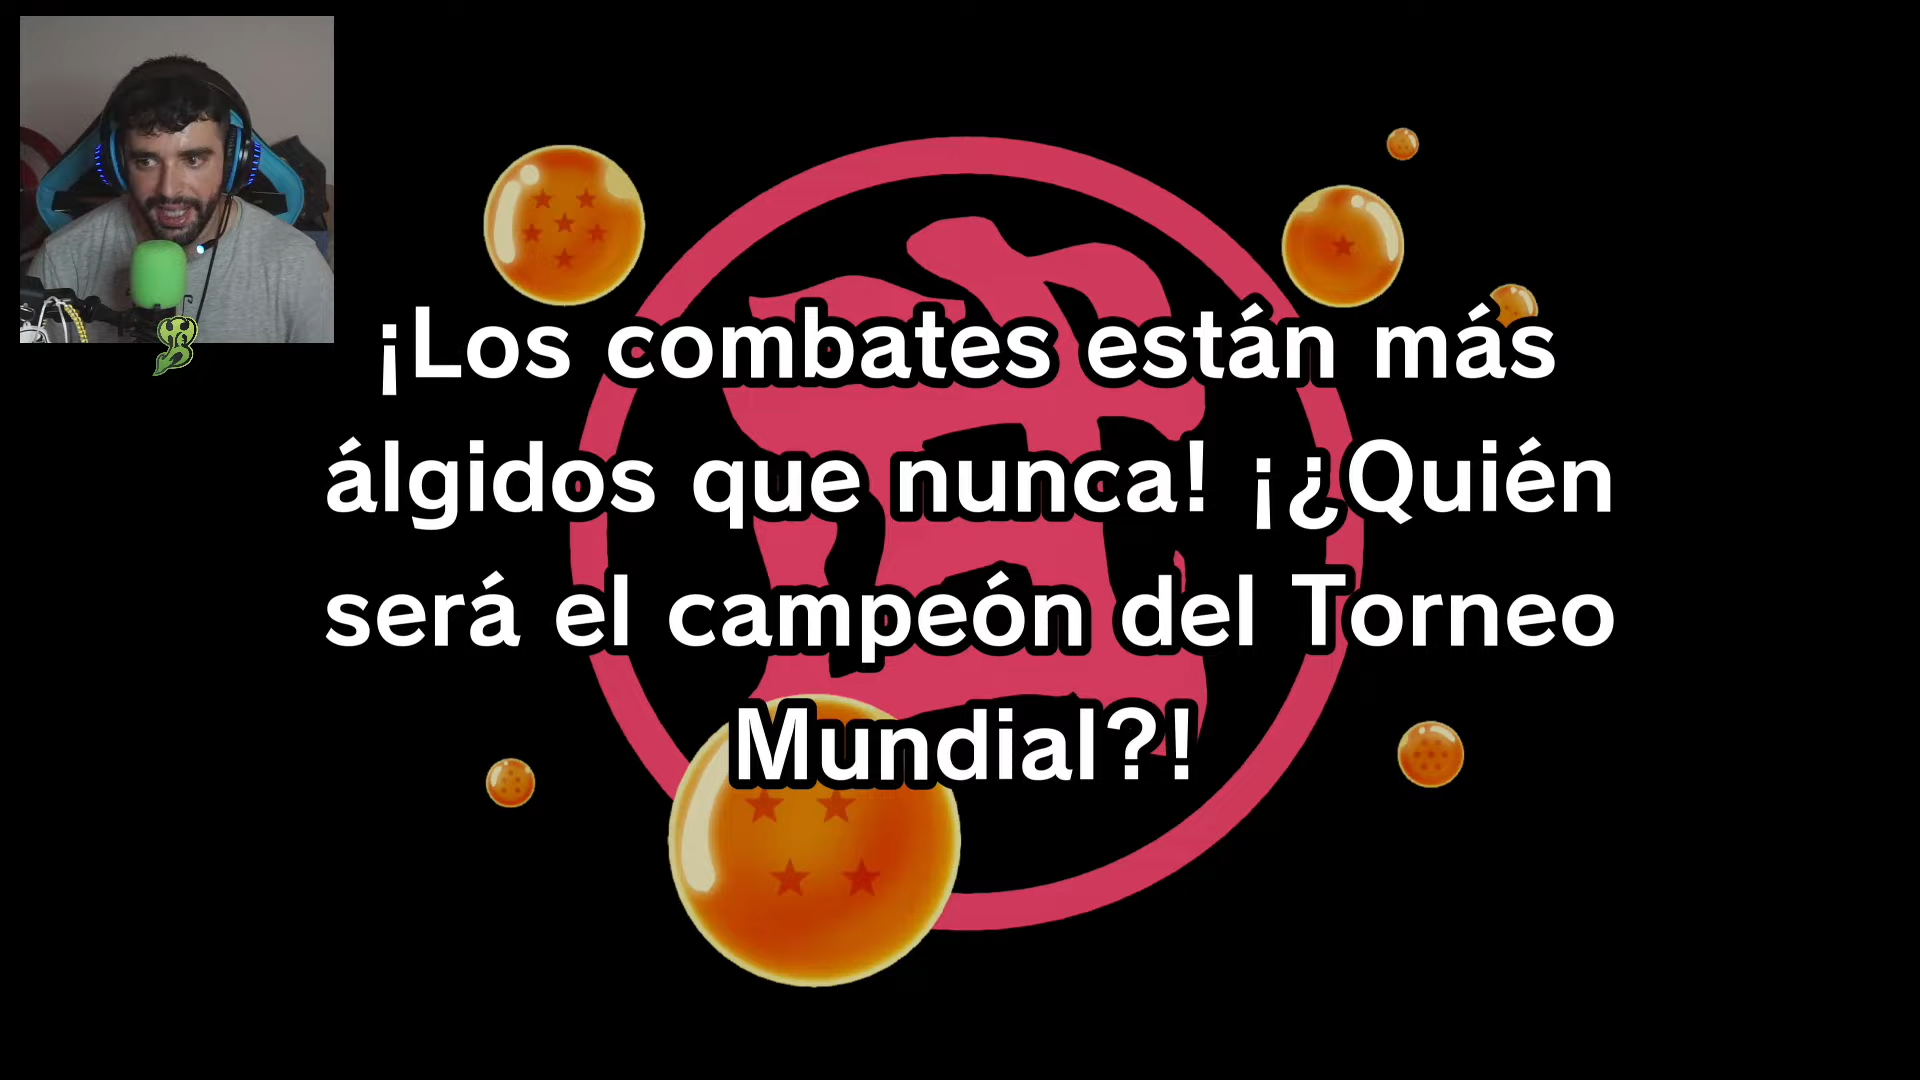 ¡Los combates están más
álgidos que nunca! ¡¿Quién
será el campeón del Torneo
Mundial?!